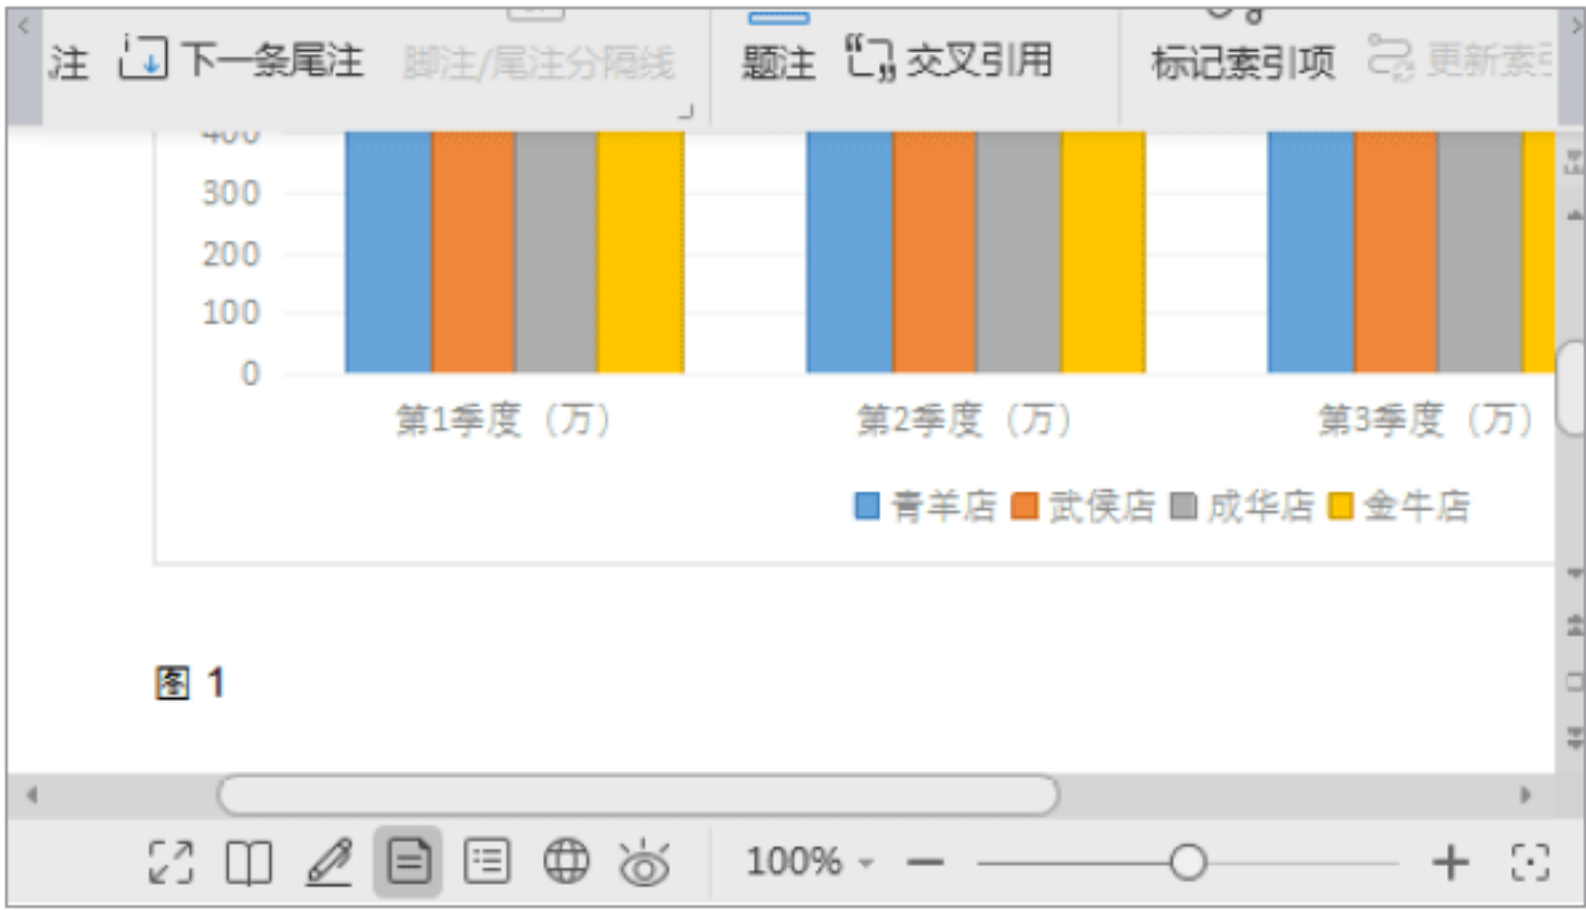 注 下一条尾注 脚注/尾注分隔线 题注 交叉引用 标记索引项 更新索引
400
300
200
100
0
第1季度（万） 第2季度（万） 第3季度（万）
青羊店 武侯店 成华店 金牛店
图 1
100%